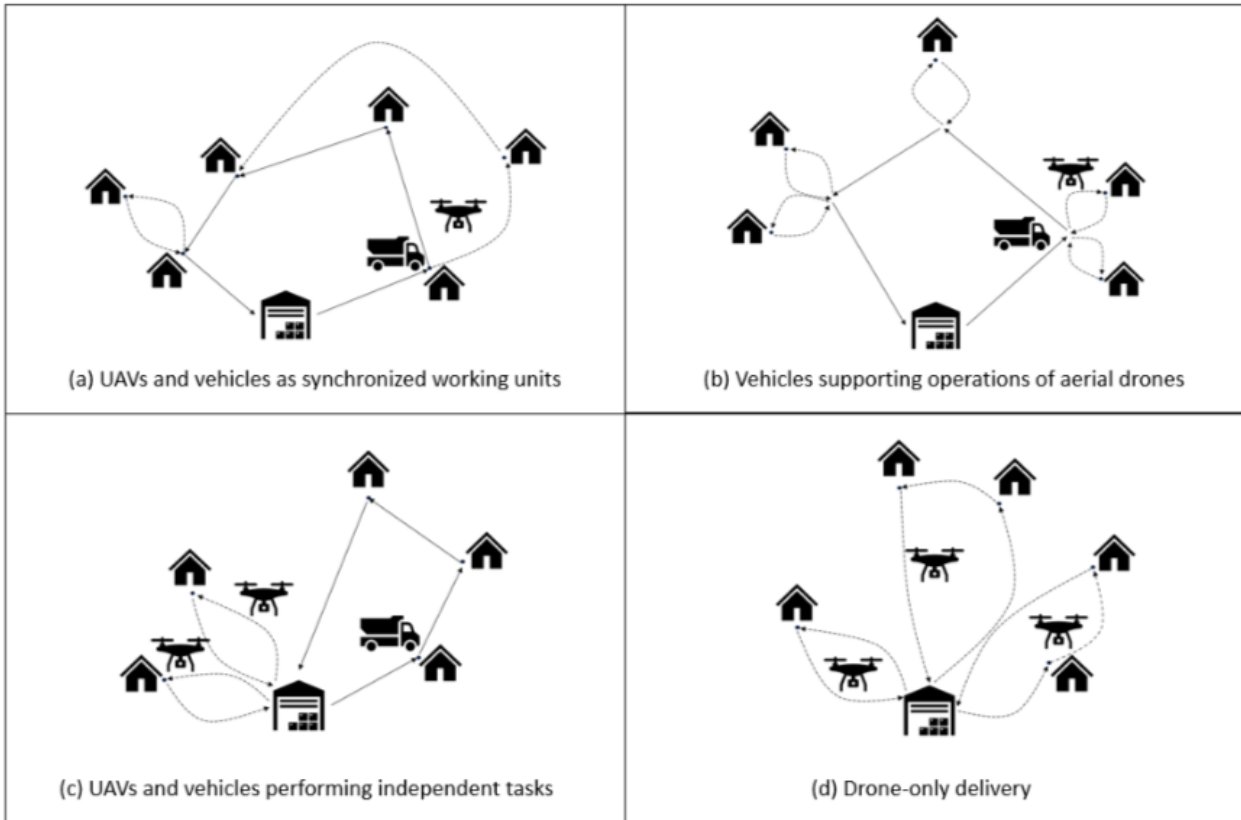 (a) UAVs and vehicles as synchronized working units
(b) Vehicles supporting operations of aerial drones
(c) UAVs and vehicles performing independent tasks
(d) Drone-only delivery